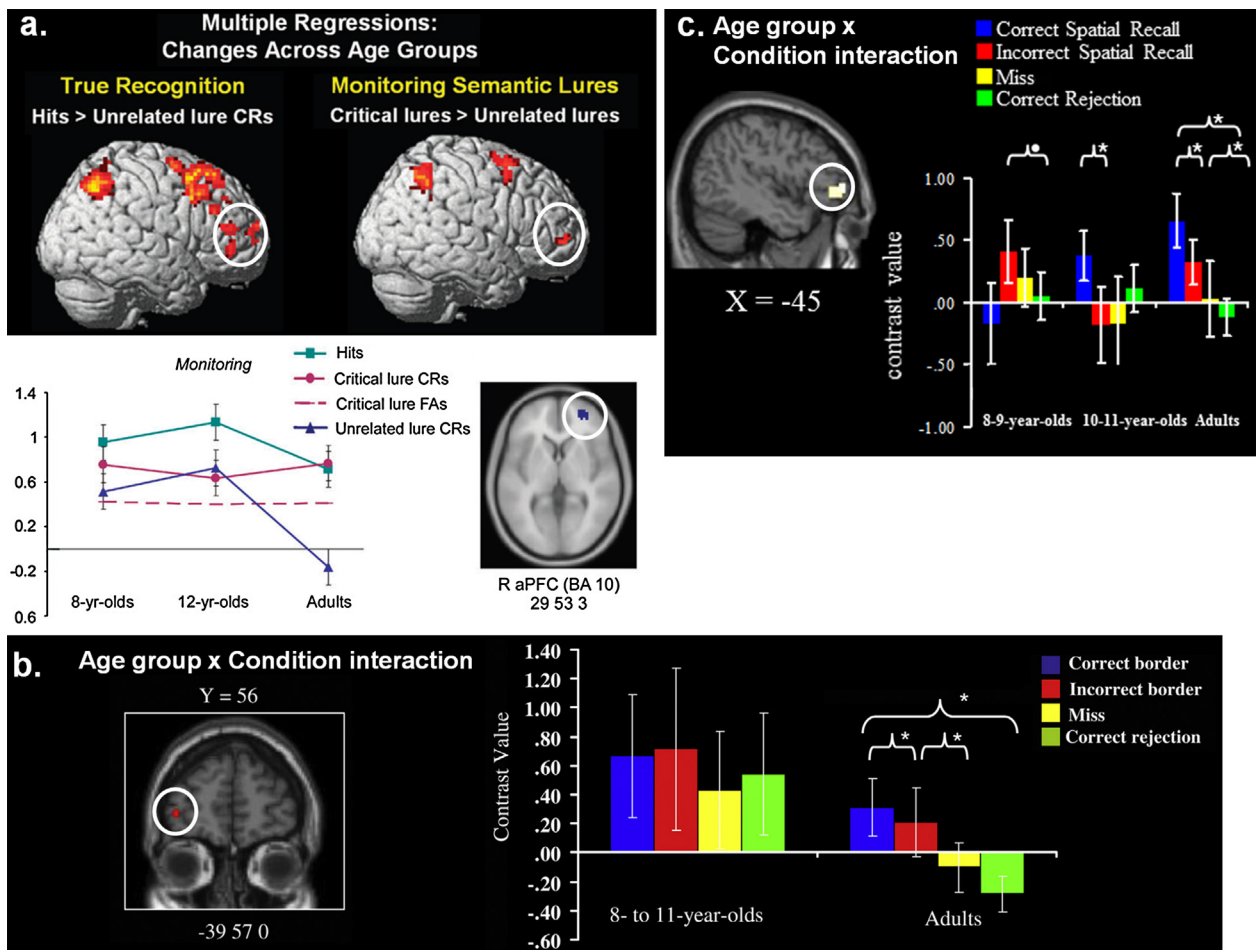 a.
Multiple Regressions:
Changes Across Age Groups
True Recognition
Hits > Unrelated lure CRs
Monitoring Semantic Lures
Critical lures > Unrelated lures
Monitoring
Hits
Critical lure CRs
Critical lure FAs
Unrelated lure CRs
1.4
1
0.6
0.2
-0.2
0.6
8-yr-olds
12-yr-olds
Adults
R aPFC (BA 10)
29 53 3
c.
Age group x
Condition interaction
Correct Spatial Recall
Incorrect Spatial Recall
Miss
Correct Rejection
X = -45
contrast value
1.00
.50
.00
-.50
-1.00
*
*
*
*
8-9-year-olds
10-11-year-olds
Adults
b.
Age group x Condition interaction
Y = 56
-39 57 0
Contrast Value
1.40
1.20
1.00
.80
.60
.40
.20
.00
-.20
-.40
-.60
Correct border
Incorrect border
Miss
Correct rejection
*
*
*
8- to 11-year-olds
Adults